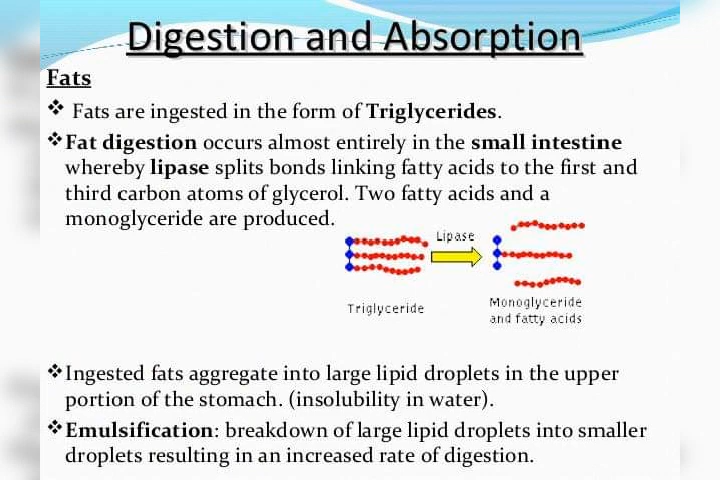 Digestion and Absorption
Fats
❖ Fats are ingested in the form of Triglycerides.
❖Fat digestion occurs almost entirely in the small intestine
whereby lipase splits bonds linking fatty acids to the first and
third carbon atoms of glycerol. Two fatty acids and a
monoglyceride are produced.
Lipase
Triglyceride
Monoglyceride
and fatty acids
❖Ingested fats aggregate into large lipid droplets in the upper
portion of the stomach. (insolubility in water).
❖Emulsification: breakdown of large lipid droplets into smaller
droplets resulting in an increased rate of digestion.